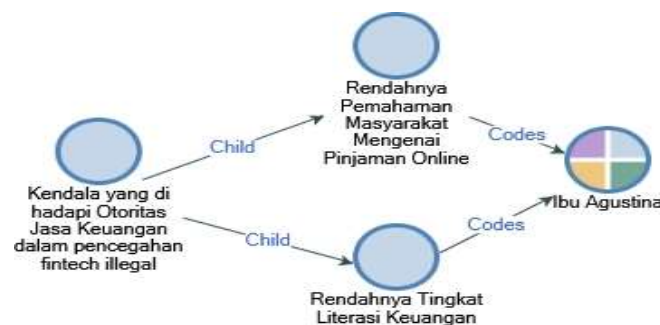 Rendahnya
Pemahaman
Masyarakat
Mengenai
Pinjaman Online
Child
Codes
Kendala yang di
hadapi Otoritas
Jasa Keuangan
dalam pencegahan
fintech illegal
Ibu Agustina
Child
Codes
Rendahnya Tingkat
Literasi Keuangan